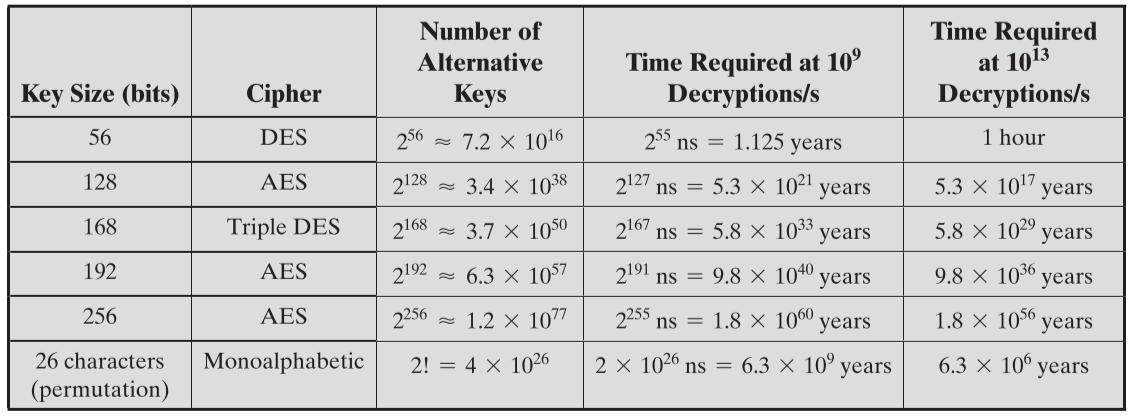 Key Size (bits) Cipher Number of Alternative Keys Time Required at 10⁹ Decryptions/s Time Required at 10¹³ Decryptions/s
56 DES 2⁵⁶ ≈ 7.2 × 10¹⁶ 2⁵⁵ ns = 1.125 years 1 hour
128 AES 2¹²⁸ ≈ 3.4 × 10³⁸ 2¹²⁷ ns = 5.3 × 10²¹ years 5.3 × 10¹⁷ years
168 Triple DES 2¹⁶⁸ ≈ 3.7 × 10⁵⁰ 2¹⁶⁷ ns = 5.8 × 10³³ years 5.8 × 10²⁹ years
192 AES 2¹⁹² ≈ 6.3 × 10⁵⁷ 2¹⁹¹ ns = 9.8 × 10⁴⁰ years 9.8 × 10³⁶ years
256 AES 2²⁵⁶ ≈ 1.2 × 10⁷⁷ 2²⁵⁵ ns = 1.8 × 10⁶⁰ years 1.8 × 10⁵⁶ years
26 characters (permutation) Monoalphabetic 2! = 4 × 10²⁶ 2 × 10²⁶ ns = 6.3 × 10⁹ years 6.3 × 10⁶ years